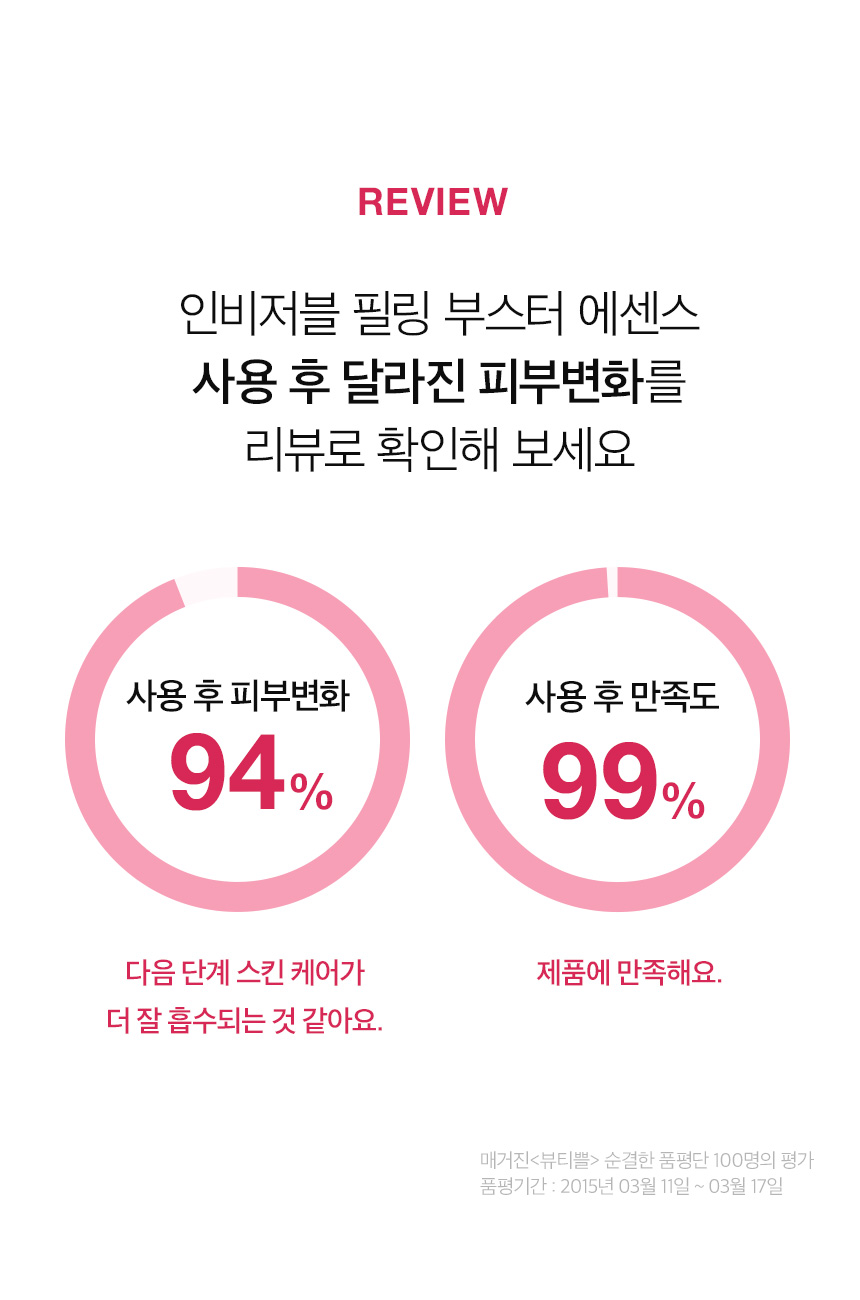 REVIEW
인비저블 필링 부스터 에센스
사용 후 달라진 피부변화를
리뷰로 확인해 보세요
사용 후 피부변화
94%
사용 후 만족도
99%
다음 단계 스킨 케어가
더 잘 흡수되는 것 같아요.
제품에 만족해요.
매거진<뷰티쁠> 순결한 품평단 100명의 평가
품평기간 : 2015년 03월 11일 ~ 03월 17일